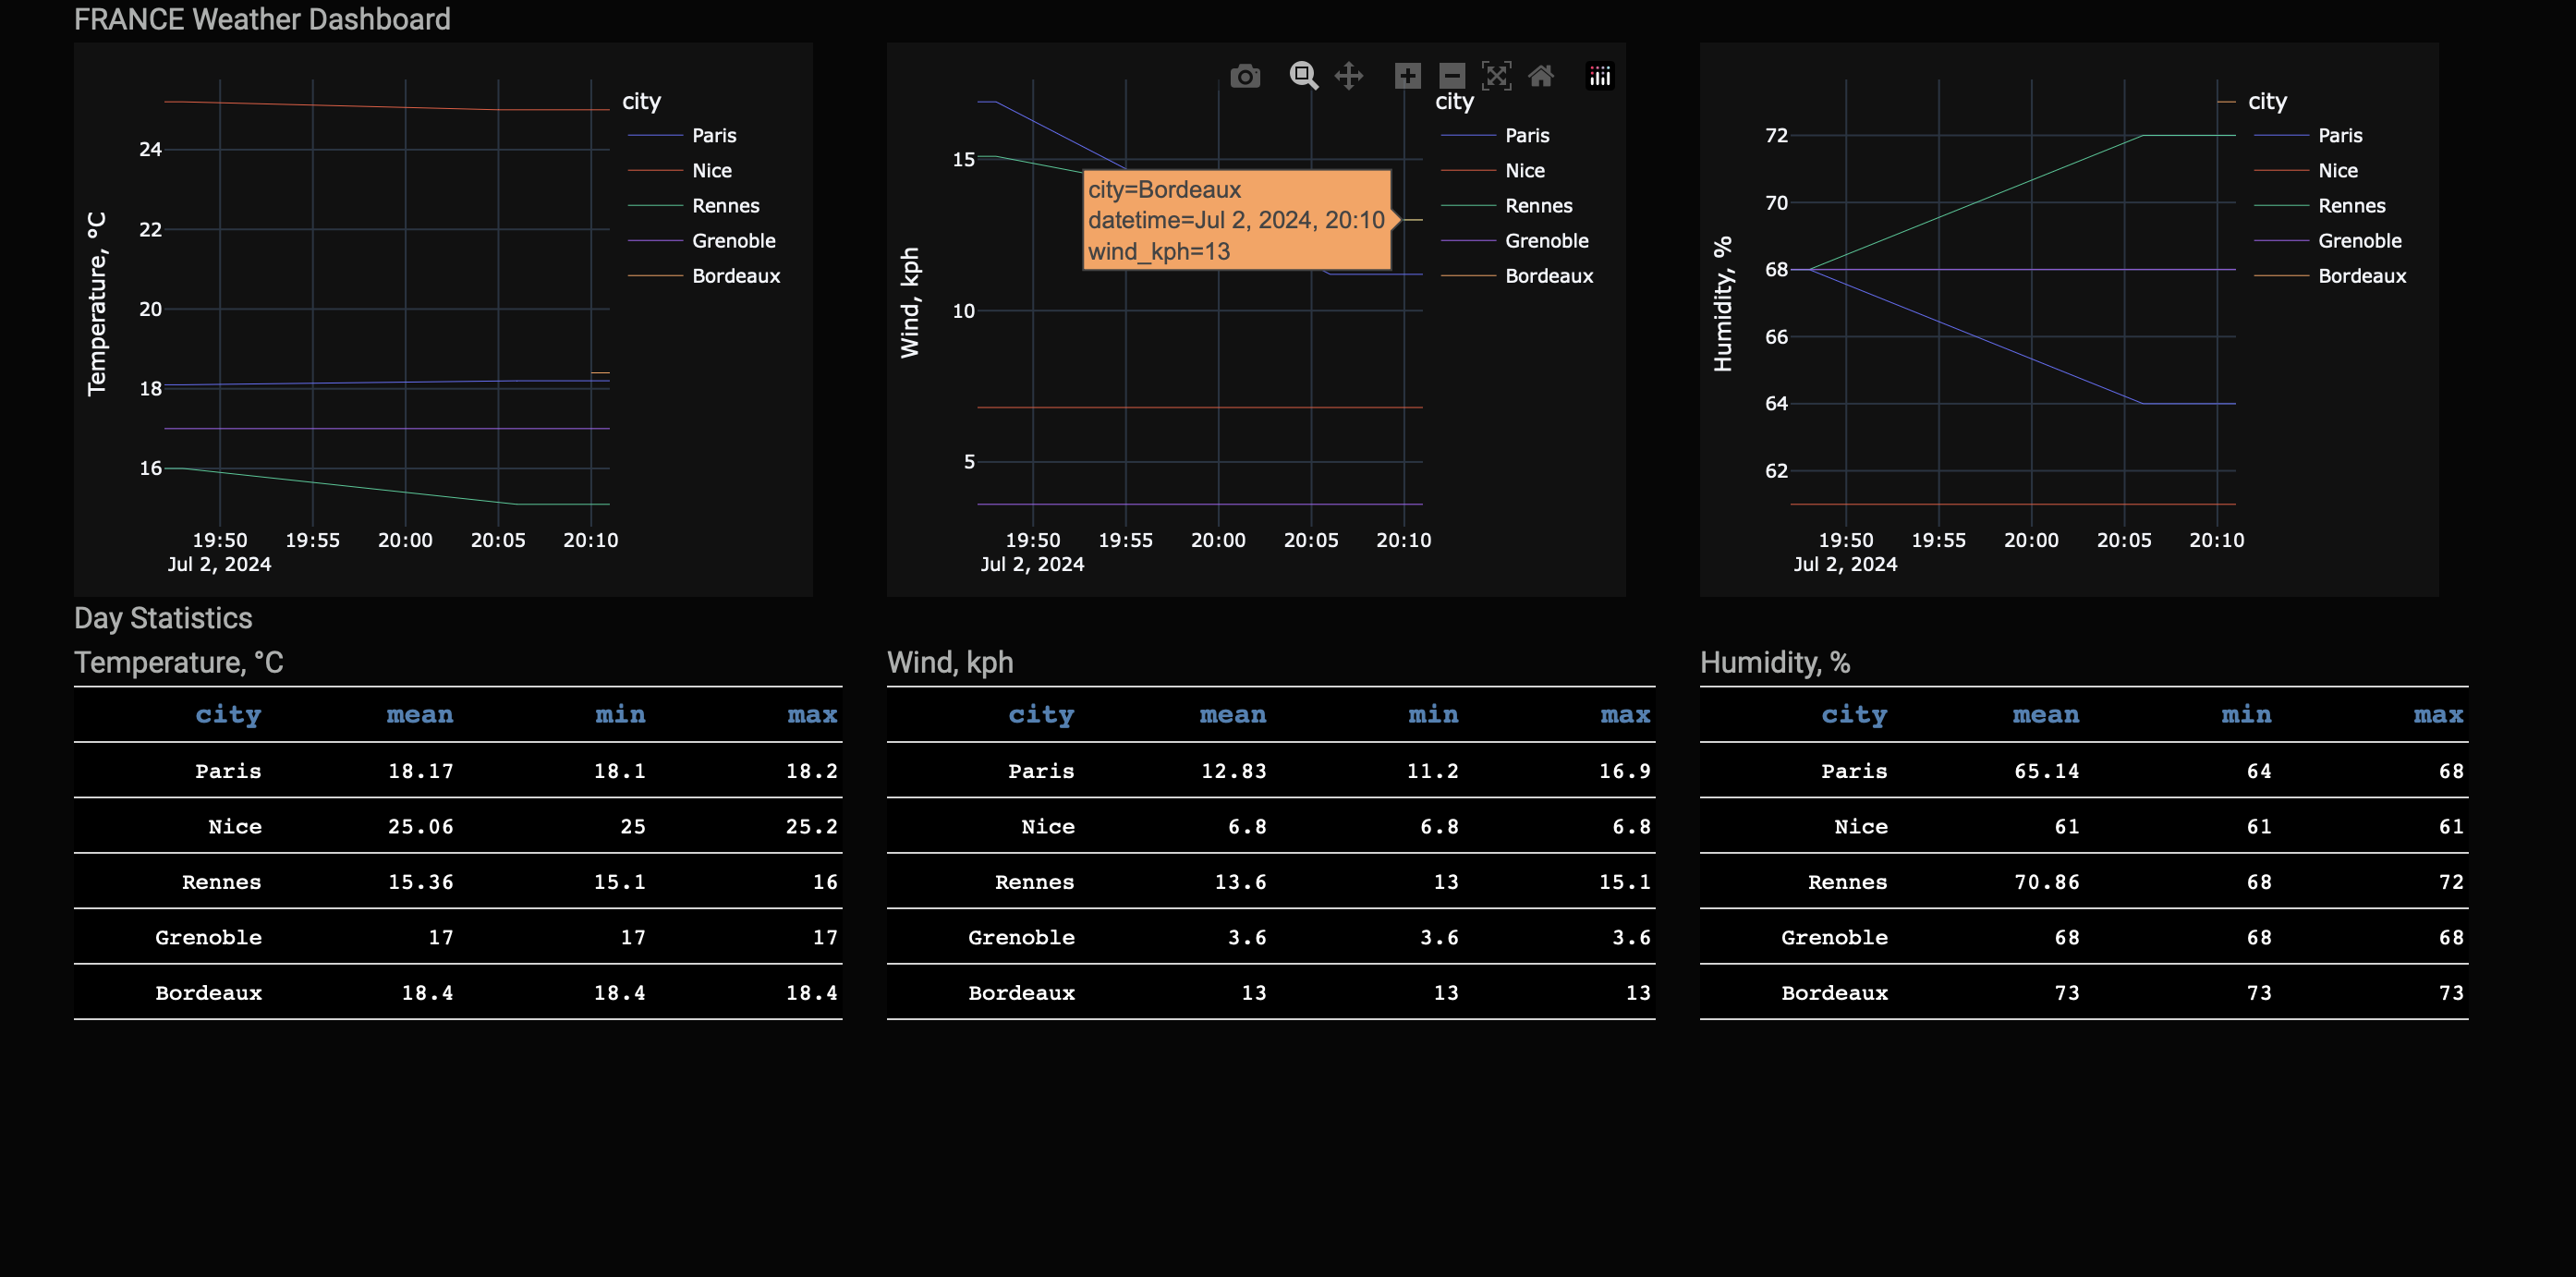 FRANCE Weather Dashboard
Temperature, °C
24
22
20
18
16
19:50 19:55 20:00 20:05 20:10
Jul 2, 2024
city
Paris
Nice
Rennes
Grenoble
Bordeaux
Wind, kph
15
10
5
19:50 19:55 20:00 20:05 20:10
Jul 2, 2024
city=Bordeaux
datetime=Jul 2, 2024, 20:10
wind_kph=13
city
Paris
Nice
Rennes
Grenoble
Bordeaux
Humidity, %
72
70
68
66
64
62
19:50 19:55 20:00 20:05 20:10
Jul 2, 2024
city
Paris
Nice
Rennes
Grenoble
Bordeaux
Day Statistics
Temperature, °C
city mean min max
Paris 18.17 18.1 18.2
Nice 25.06 25 25.2
Rennes 15.36 15.1 16
Grenoble 17 17 17
Bordeaux 18.4 18.4 18.4
Wind, kph
city mean min max
Paris 12.83 11.2 16.9
Nice 6.8 6.8 6.8
Rennes 13.6 13 15.1
Grenoble 3.6 3.6 3.6
Bordeaux 13 13 13
Humidity, %
city mean min max
Paris 65.14 64 68
Nice 61 61 61
Rennes 70.86 68 72
Grenoble 68 68 68
Bordeaux 73 73 73